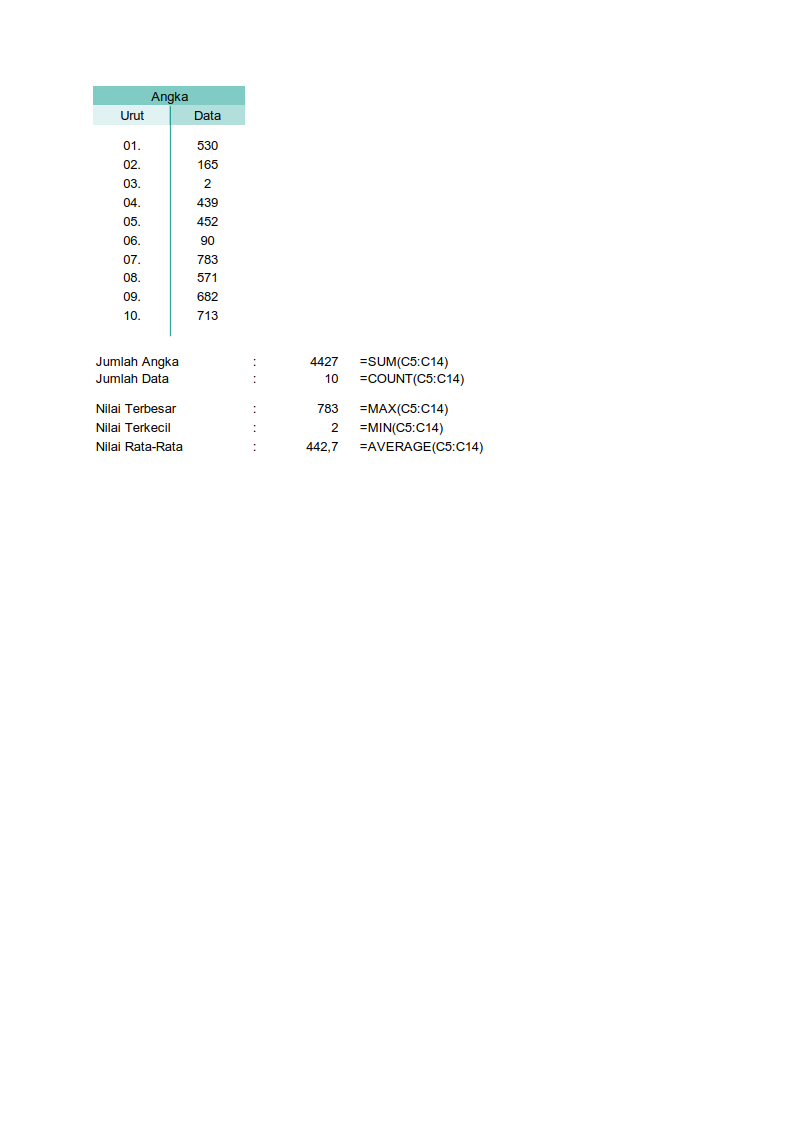 Angka
Urut Data
01. 530
02. 165
03. 2
04. 439
05. 452
06. 90
07. 783
08. 571
09. 682
10. 713
Jumlah Angka : 4427 =SUM(C5:C14)
Jumlah Data : 10 =COUNT(C5:C14)
Nilai Terbesar : 783 =MAX(C5:C14)
Nilai Terkecil : 2 =MIN(C5:C14)
Nilai Rata-Rata : 442,7 =AVERAGE(C5:C14)